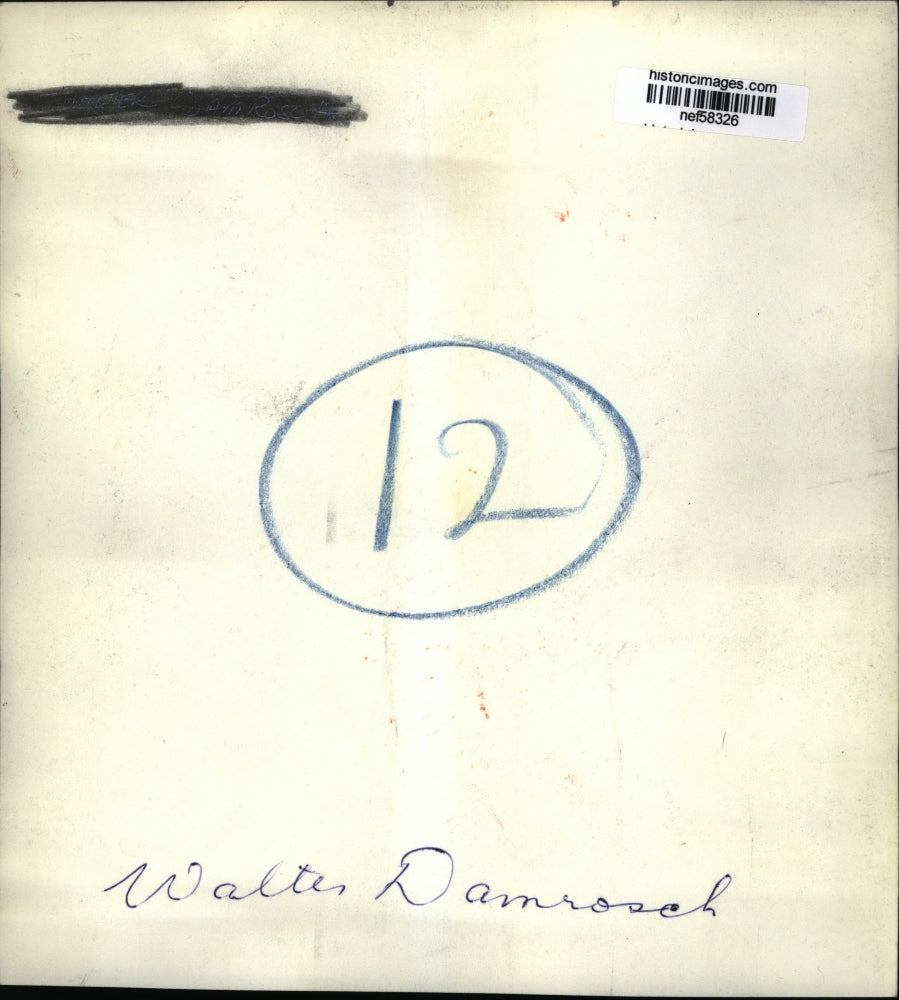 historicimages.com
nef58326
12
Walter Damrosch